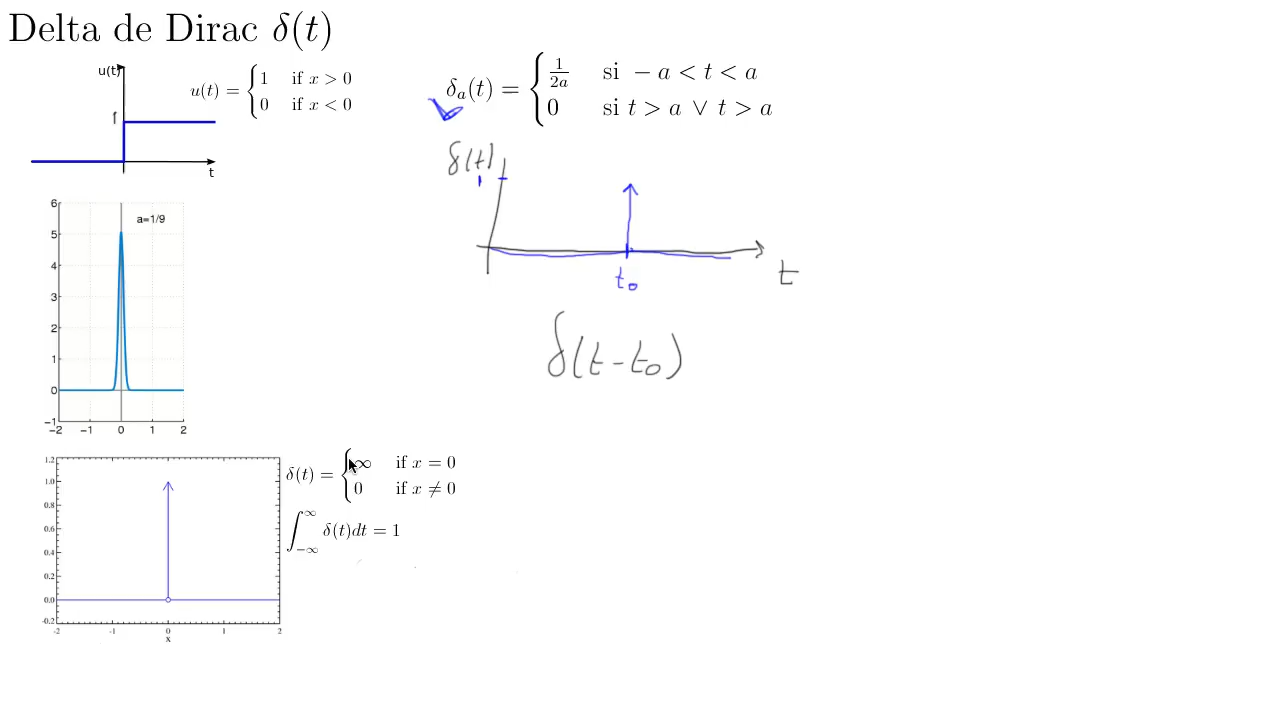 Delta de Dirac δ(t)
u(t)
1
t
u(t) = { 1 if x > 0
0 if x < 0
δₐ(t) = { 1/2a si − a < t < a
0 si t > a ∨ t > a
δ(t)
t₀
t
δ(t-t₀)
a=1/9
6
5
4
3
2
1
0
−1
−2 −1 0 1 2
1.2
1.0
0.8
0.6
0.4
0.2
0.0
-0.2
-2 -1 0 1 2
x
δ(t) = { ∞ if x = 0
0 if x ≠ 0
∫_{−∞}^{∞} δ(t)dt = 1